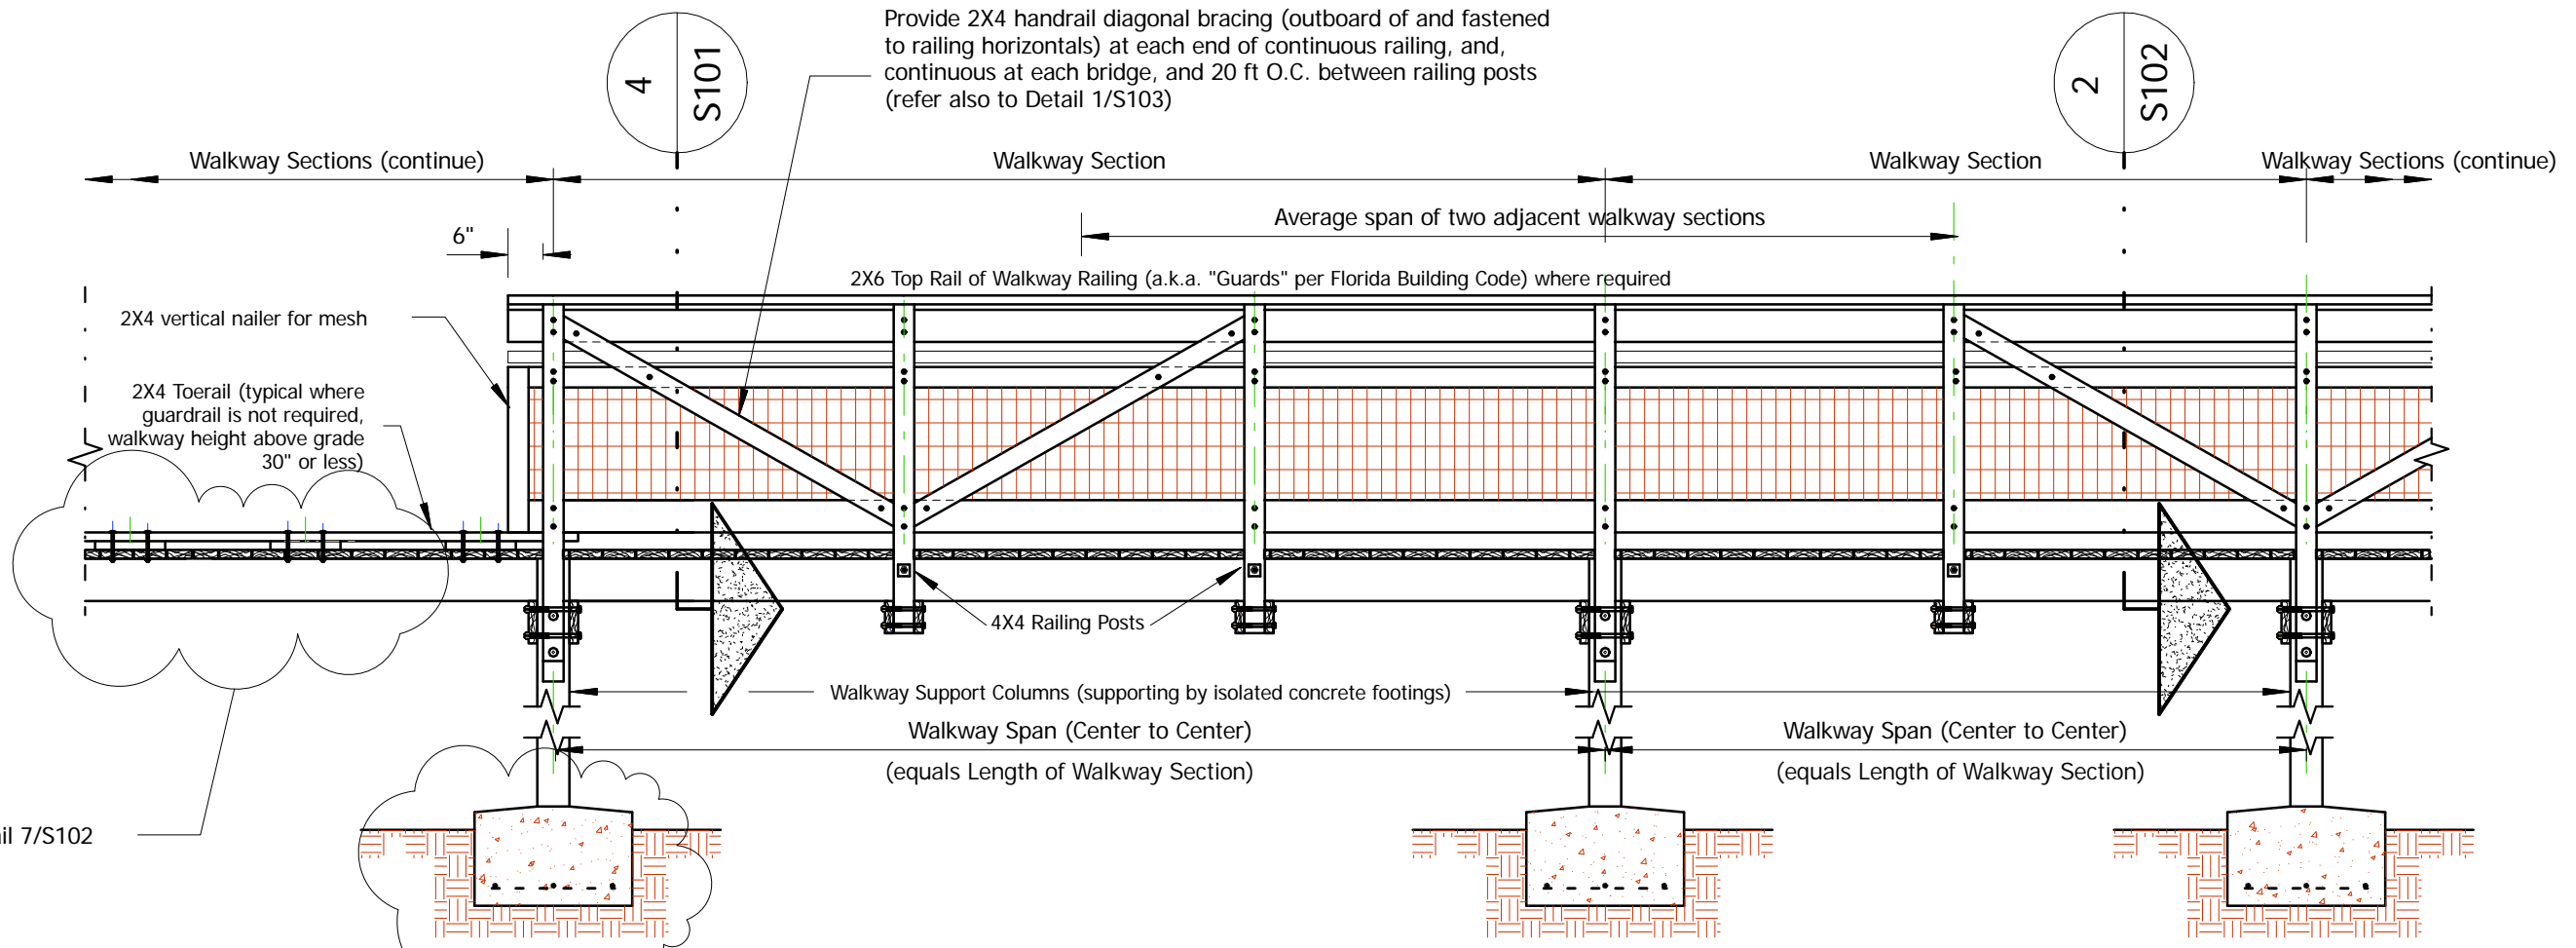 Provide 2X4 handrail diagonal bracing (outboard of and fastened
to railing horizontals) at each end of continuous railing, and,
continuous at each bridge, and 20 ft O.C. between railing posts
(refer also to Detail 1/S103)
4
S101
2
S102
Walkway Sections (continue)
Walkway Section
Walkway Section
Walkway Sections (continue)
Average span of two adjacent walkway sections
6"
2X6 Top Rail of Walkway Railing (a.k.a. "Guards" per Florida Building Code) where required
2X4 vertical nailer for mesh
2X4 Toerail (typical where
guardrail is not required,
walkway height above grade
30" or less)
4X4 Railing Posts
Walkway Support Columns (supporting by isolated concrete footings)
Walkway Span (Center to Center)
(equals Length of Walkway Section)
Walkway Span (Center to Center)
(equals Length of Walkway Section)
il 7/S102